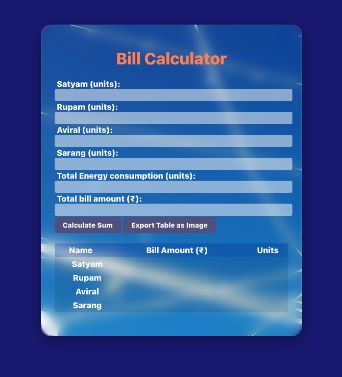 Bill Calculator
Satyam (units):
Rupam (units):
Aviral (units):
Sarang (units):
Total Energy consumption (units):
Total bill amount (₹):
Calculate Sum Export Table as Image
Name Bill Amount (₹) Units
Satyam
Rupam
Aviral
Sarang